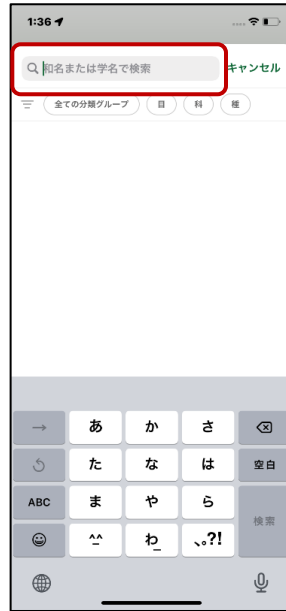 1:36
和名または学名で検索 キャンセル
全ての分類グループ 目 科 種
→ あ か さ
た な は 空白
ABC ま や ら
検索
^_^ わ_ 、。?!